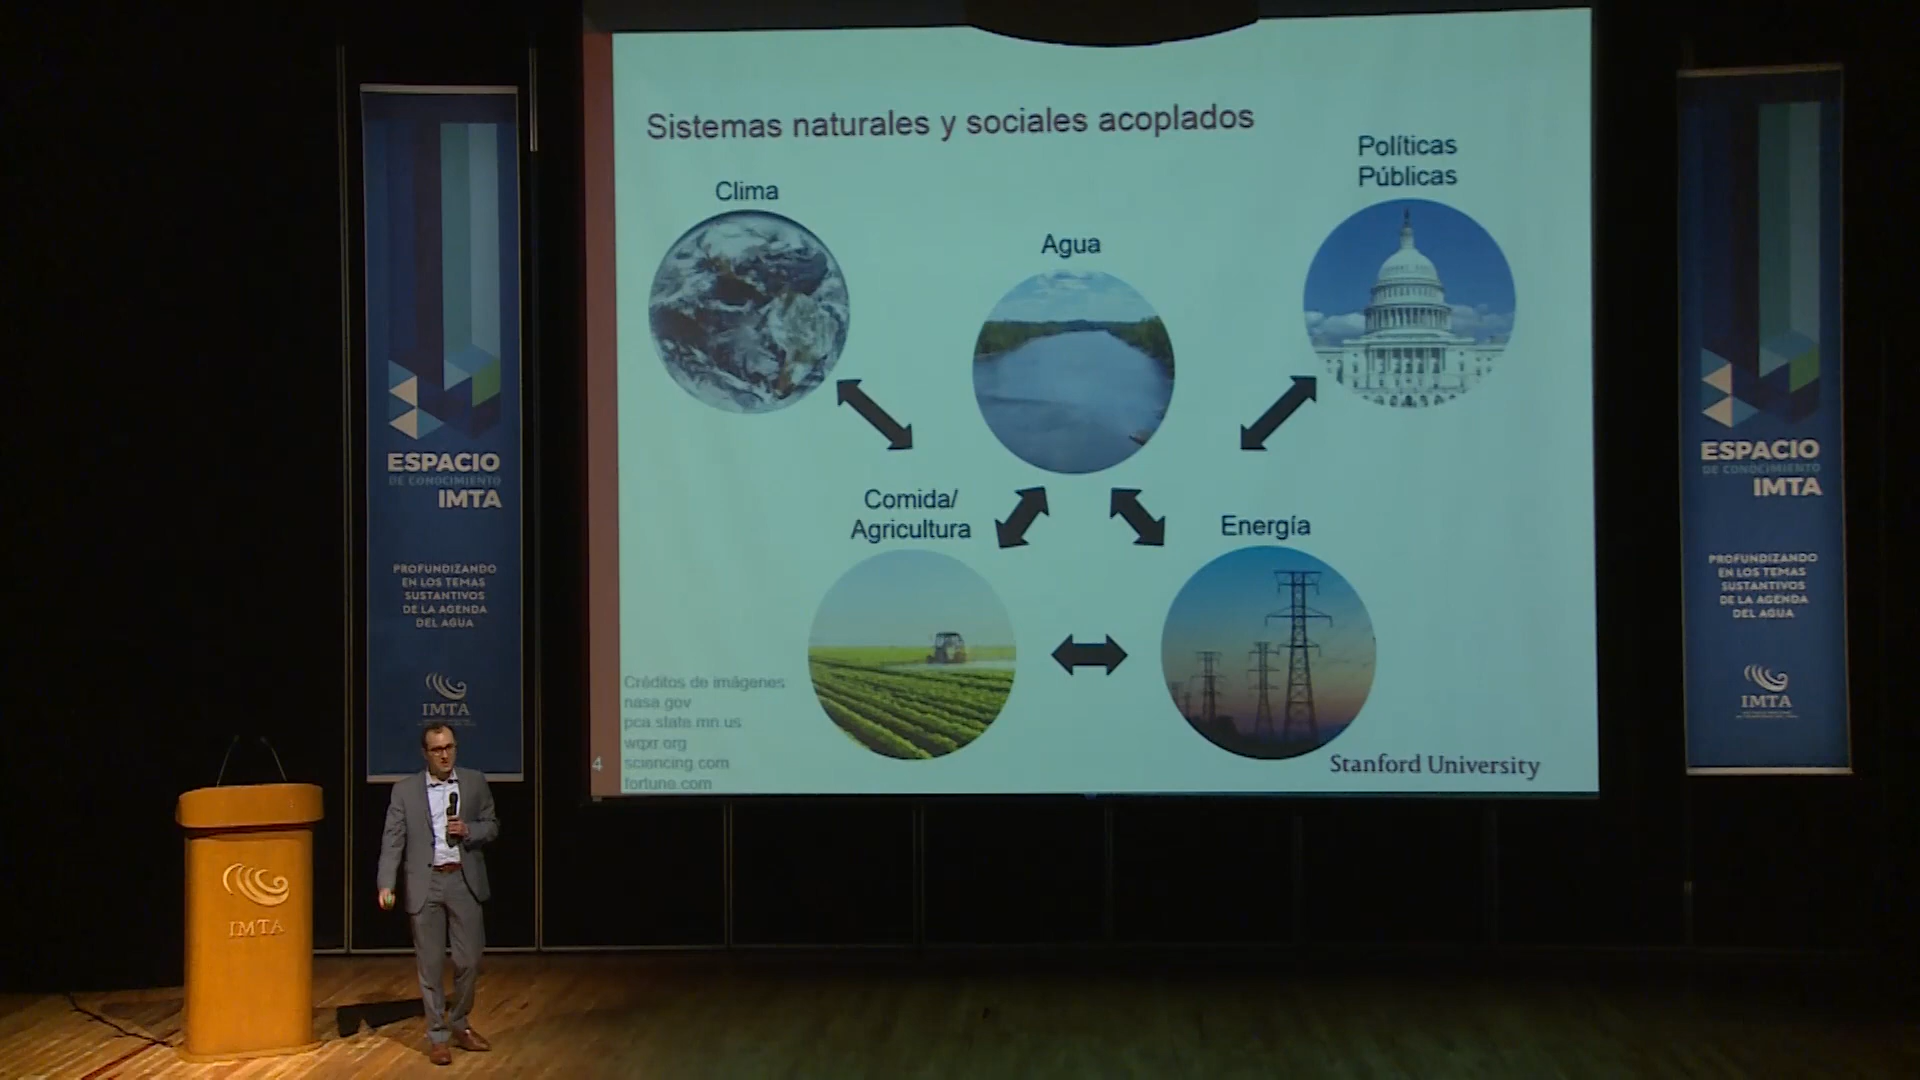 Sistemas naturales y sociales acoplados
Políticas
Públicas
Clima
Agua
Comida/
Agricultura
Energía
Créditos de imágenes
nasa.gov
pca.state.mn.us
wqxr.org
sciencing.com
fortune.com
4
Stanford University
ESPACIO
DE CONOCIMIENTO
IMTA
PROFUNDIZANDO
EN LOS TEMAS
SUSTANTIVOS
DE LA AGENDA
DEL AGUA
IMTA
ESPACIO
DE CONOCIMIENTO
IMTA
PROFUNDIZANDO
EN LOS TEMAS
SUSTANTIVOS
DE LA AGENDA
DEL AGUA
IMTA
IMTA